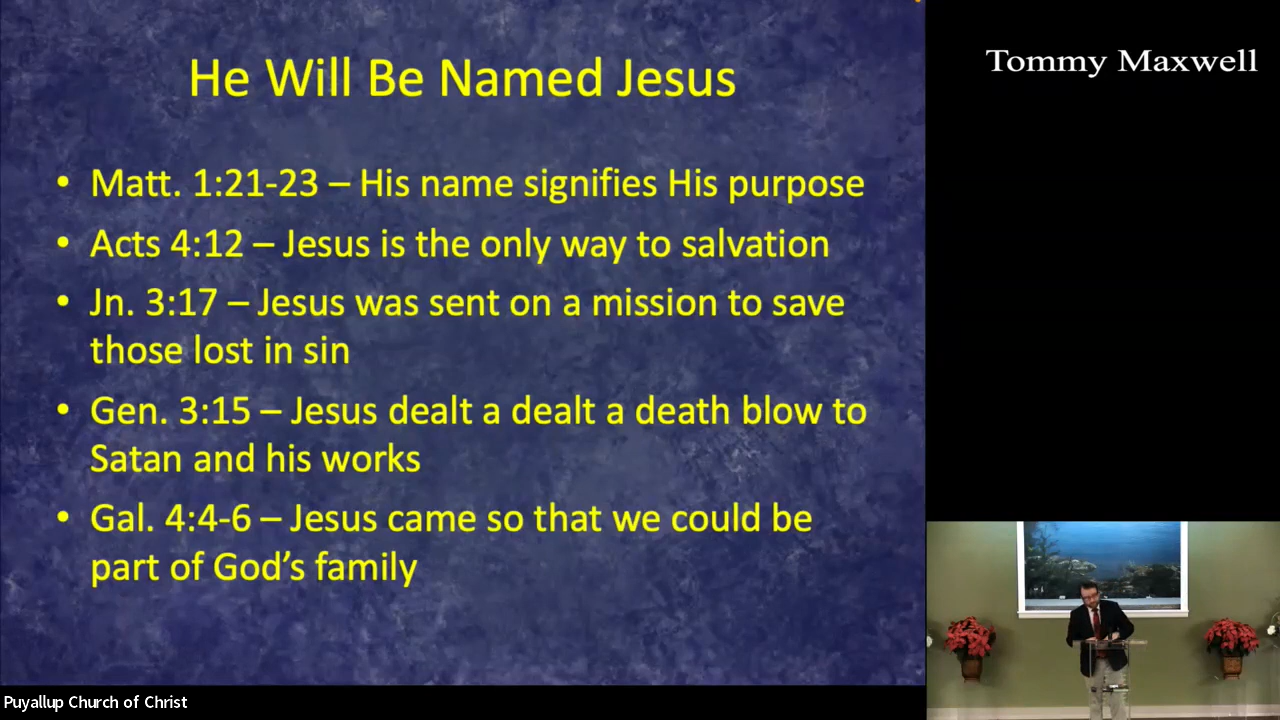 He Will Be Named Jesus
• Matt. 1:21-23 – His name signifies His purpose
• Acts 4:12 – Jesus is the only way to salvation
• Jn. 3:17 – Jesus was sent on a mission to save
those lost in sin
• Gen. 3:15 – Jesus dealt a dealt a death blow to
Satan and his works
• Gal. 4:4-6 – Jesus came so that we could be
part of God’s family
Tommy Maxwell
Puyallup Church of Christ